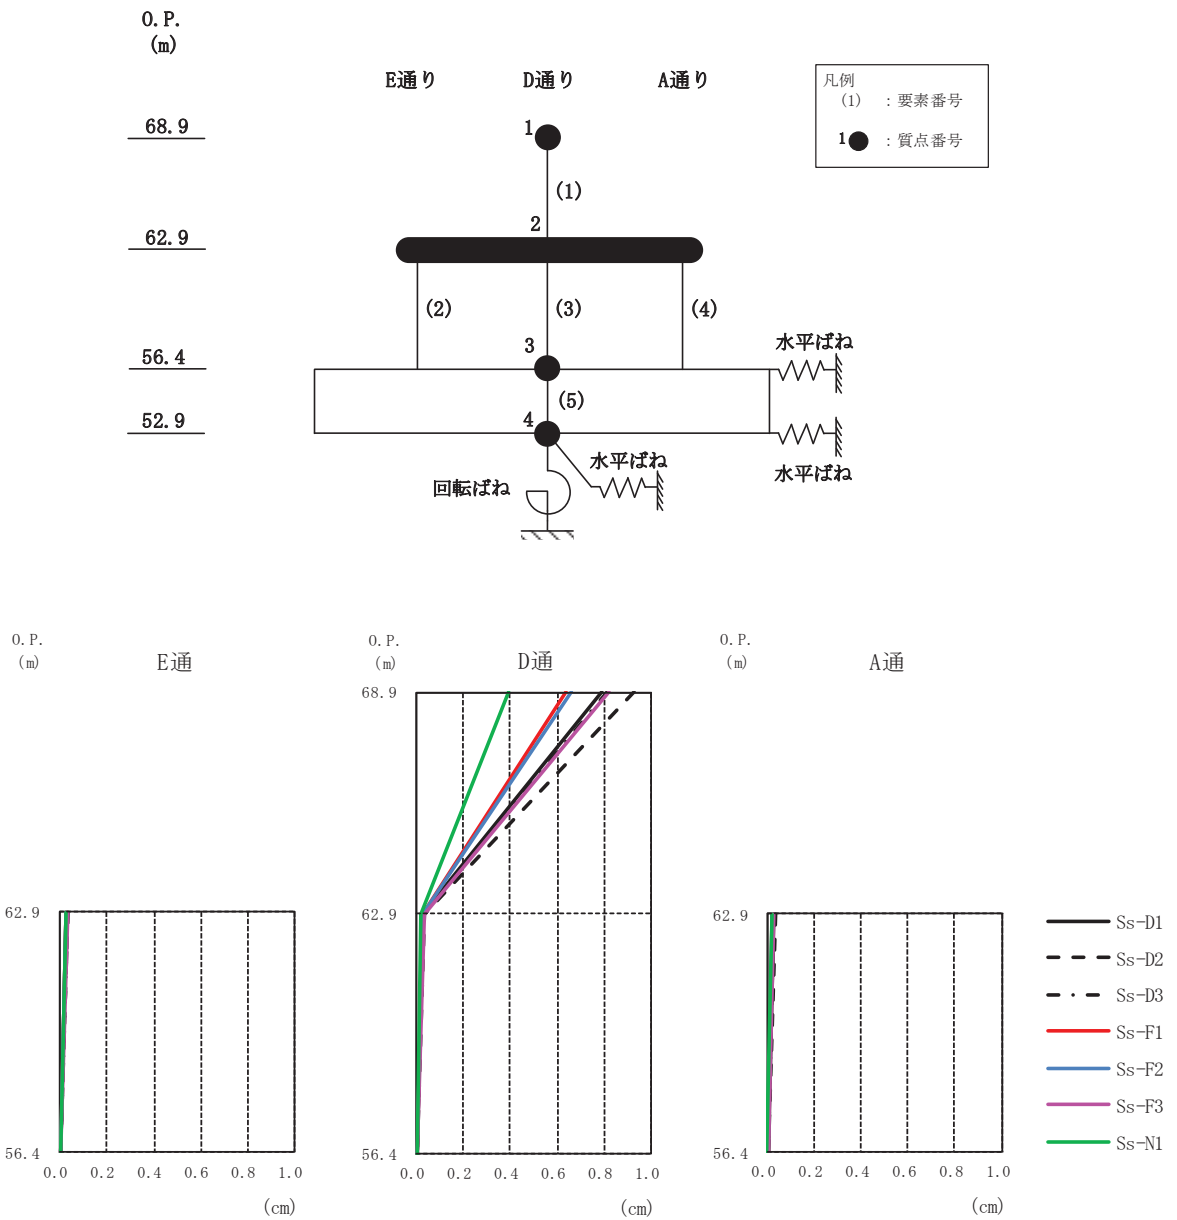 O.P.
(m)
E通り D通り A通り
凡例
(1) : 要素番号
1 : 質点番号
68.9
1
(1)
2
62.9
(2) (3) (4)
3
56.4
水平ばね
(5)
52.9
4
水平ばね
水平ばね
回転ばね
O.P.
(m)
E通
O.P.
(m)
D通
O.P.
(m)
A通
68.9
62.9
62.9
62.9
Ss-D1
Ss-D2
Ss-D3
Ss-F1
Ss-F2
Ss-F3
Ss-N1
56.4
56.4
56.4
0.0 0.2 0.4 0.6 0.8 1.0
0.0 0.2 0.4 0.6 0.8 1.0
0.0 0.2 0.4 0.6 0.8 1.0
(cm)
(cm)
(cm)